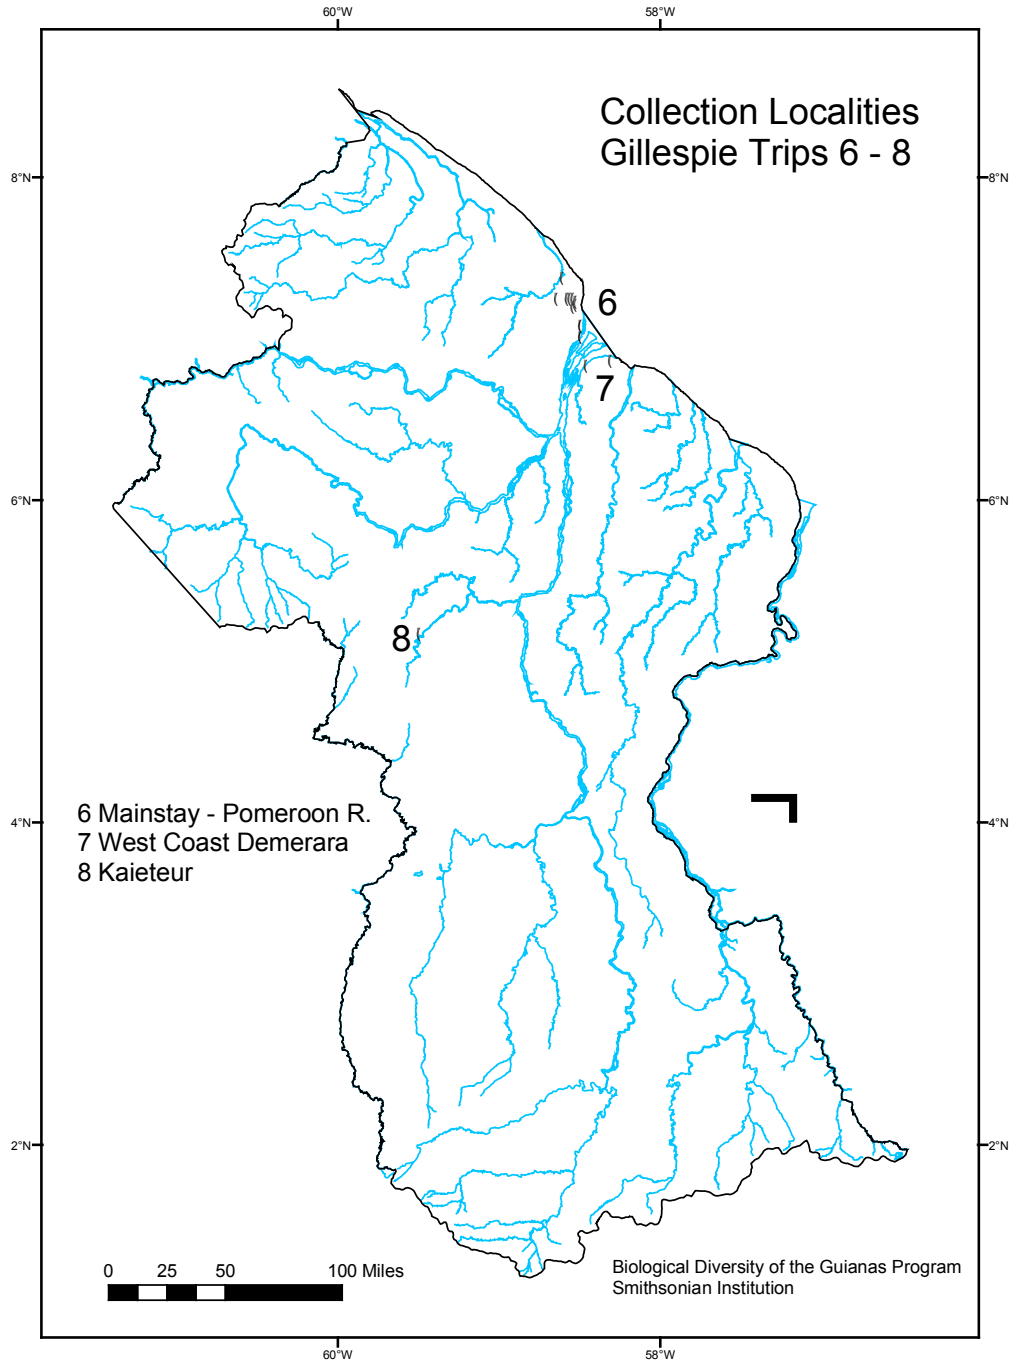 60°W
58°W
Collection Localities
Gillespie Trips 6 - 8
8°N
8°N
6
7
6°N
6°N
8
6 Mainstay - Pomeroon R.
7 West Coast Demerara
8 Kaieteur
4°N
4°N
2°N
2°N
0 25 50 100 Miles
Biological Diversity of the Guianas Program
Smithsonian Institution
60°W
58°W